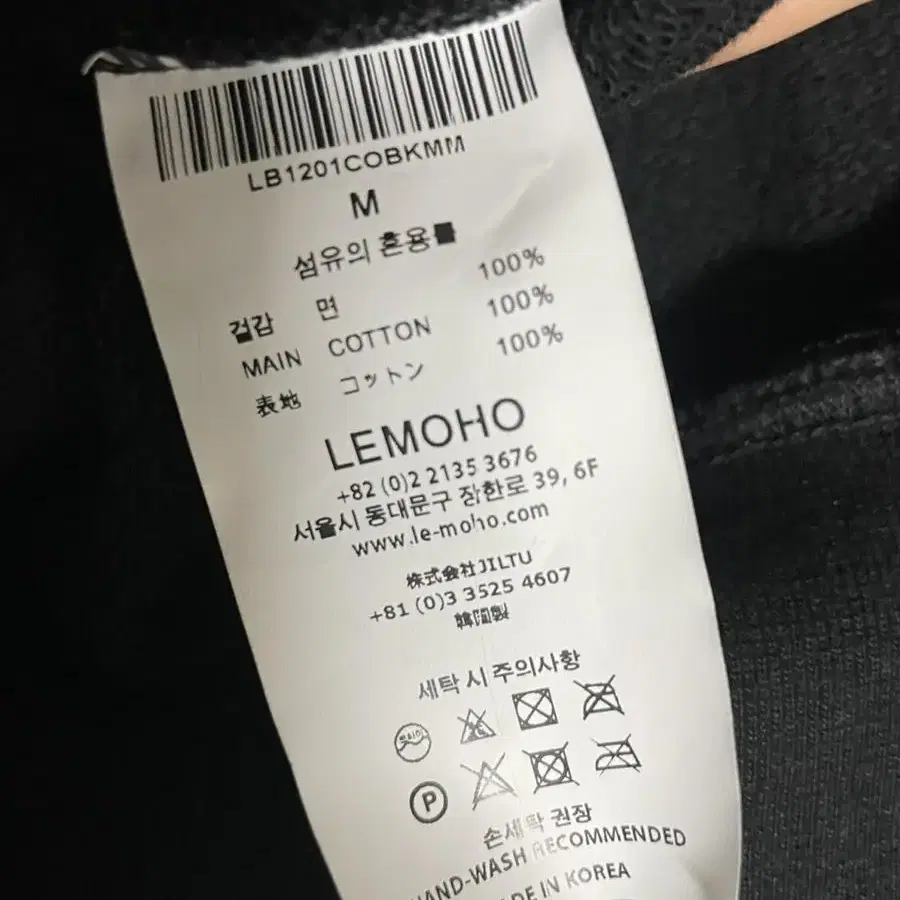 LB1201COBKMM
M
섬유의 혼용률
겉감 면 100%
MAIN COTTON 100%
表地 コットン 100%
LEMOHO
+82 (0)2 2135 3676
서울시 동대문구 장한로 39, 6F
www.le-moho.com
株式会社JILTU
+81 (0)3 3525 4607
韓国製
세탁 시 주의사항
P
손세탁 권장
HAND-WASH RECOMMENDED
DE IN KOREA